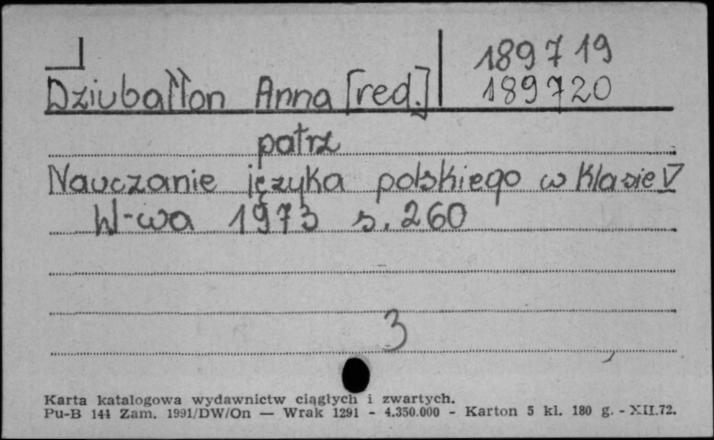 189719
Dziubałłon Anna [red.] 189720
patrz
Nauczanie języka polskiego w klasie V
W-wa 1973 s. 260
3
Karta katalogowa wydawnictw ciągłych i zwartych.
Pu-B 141 Zam. 1991/DW/On — Wrak 1291 - 4.350.000 - Karton 5 kl. 180 g. - XII.72.